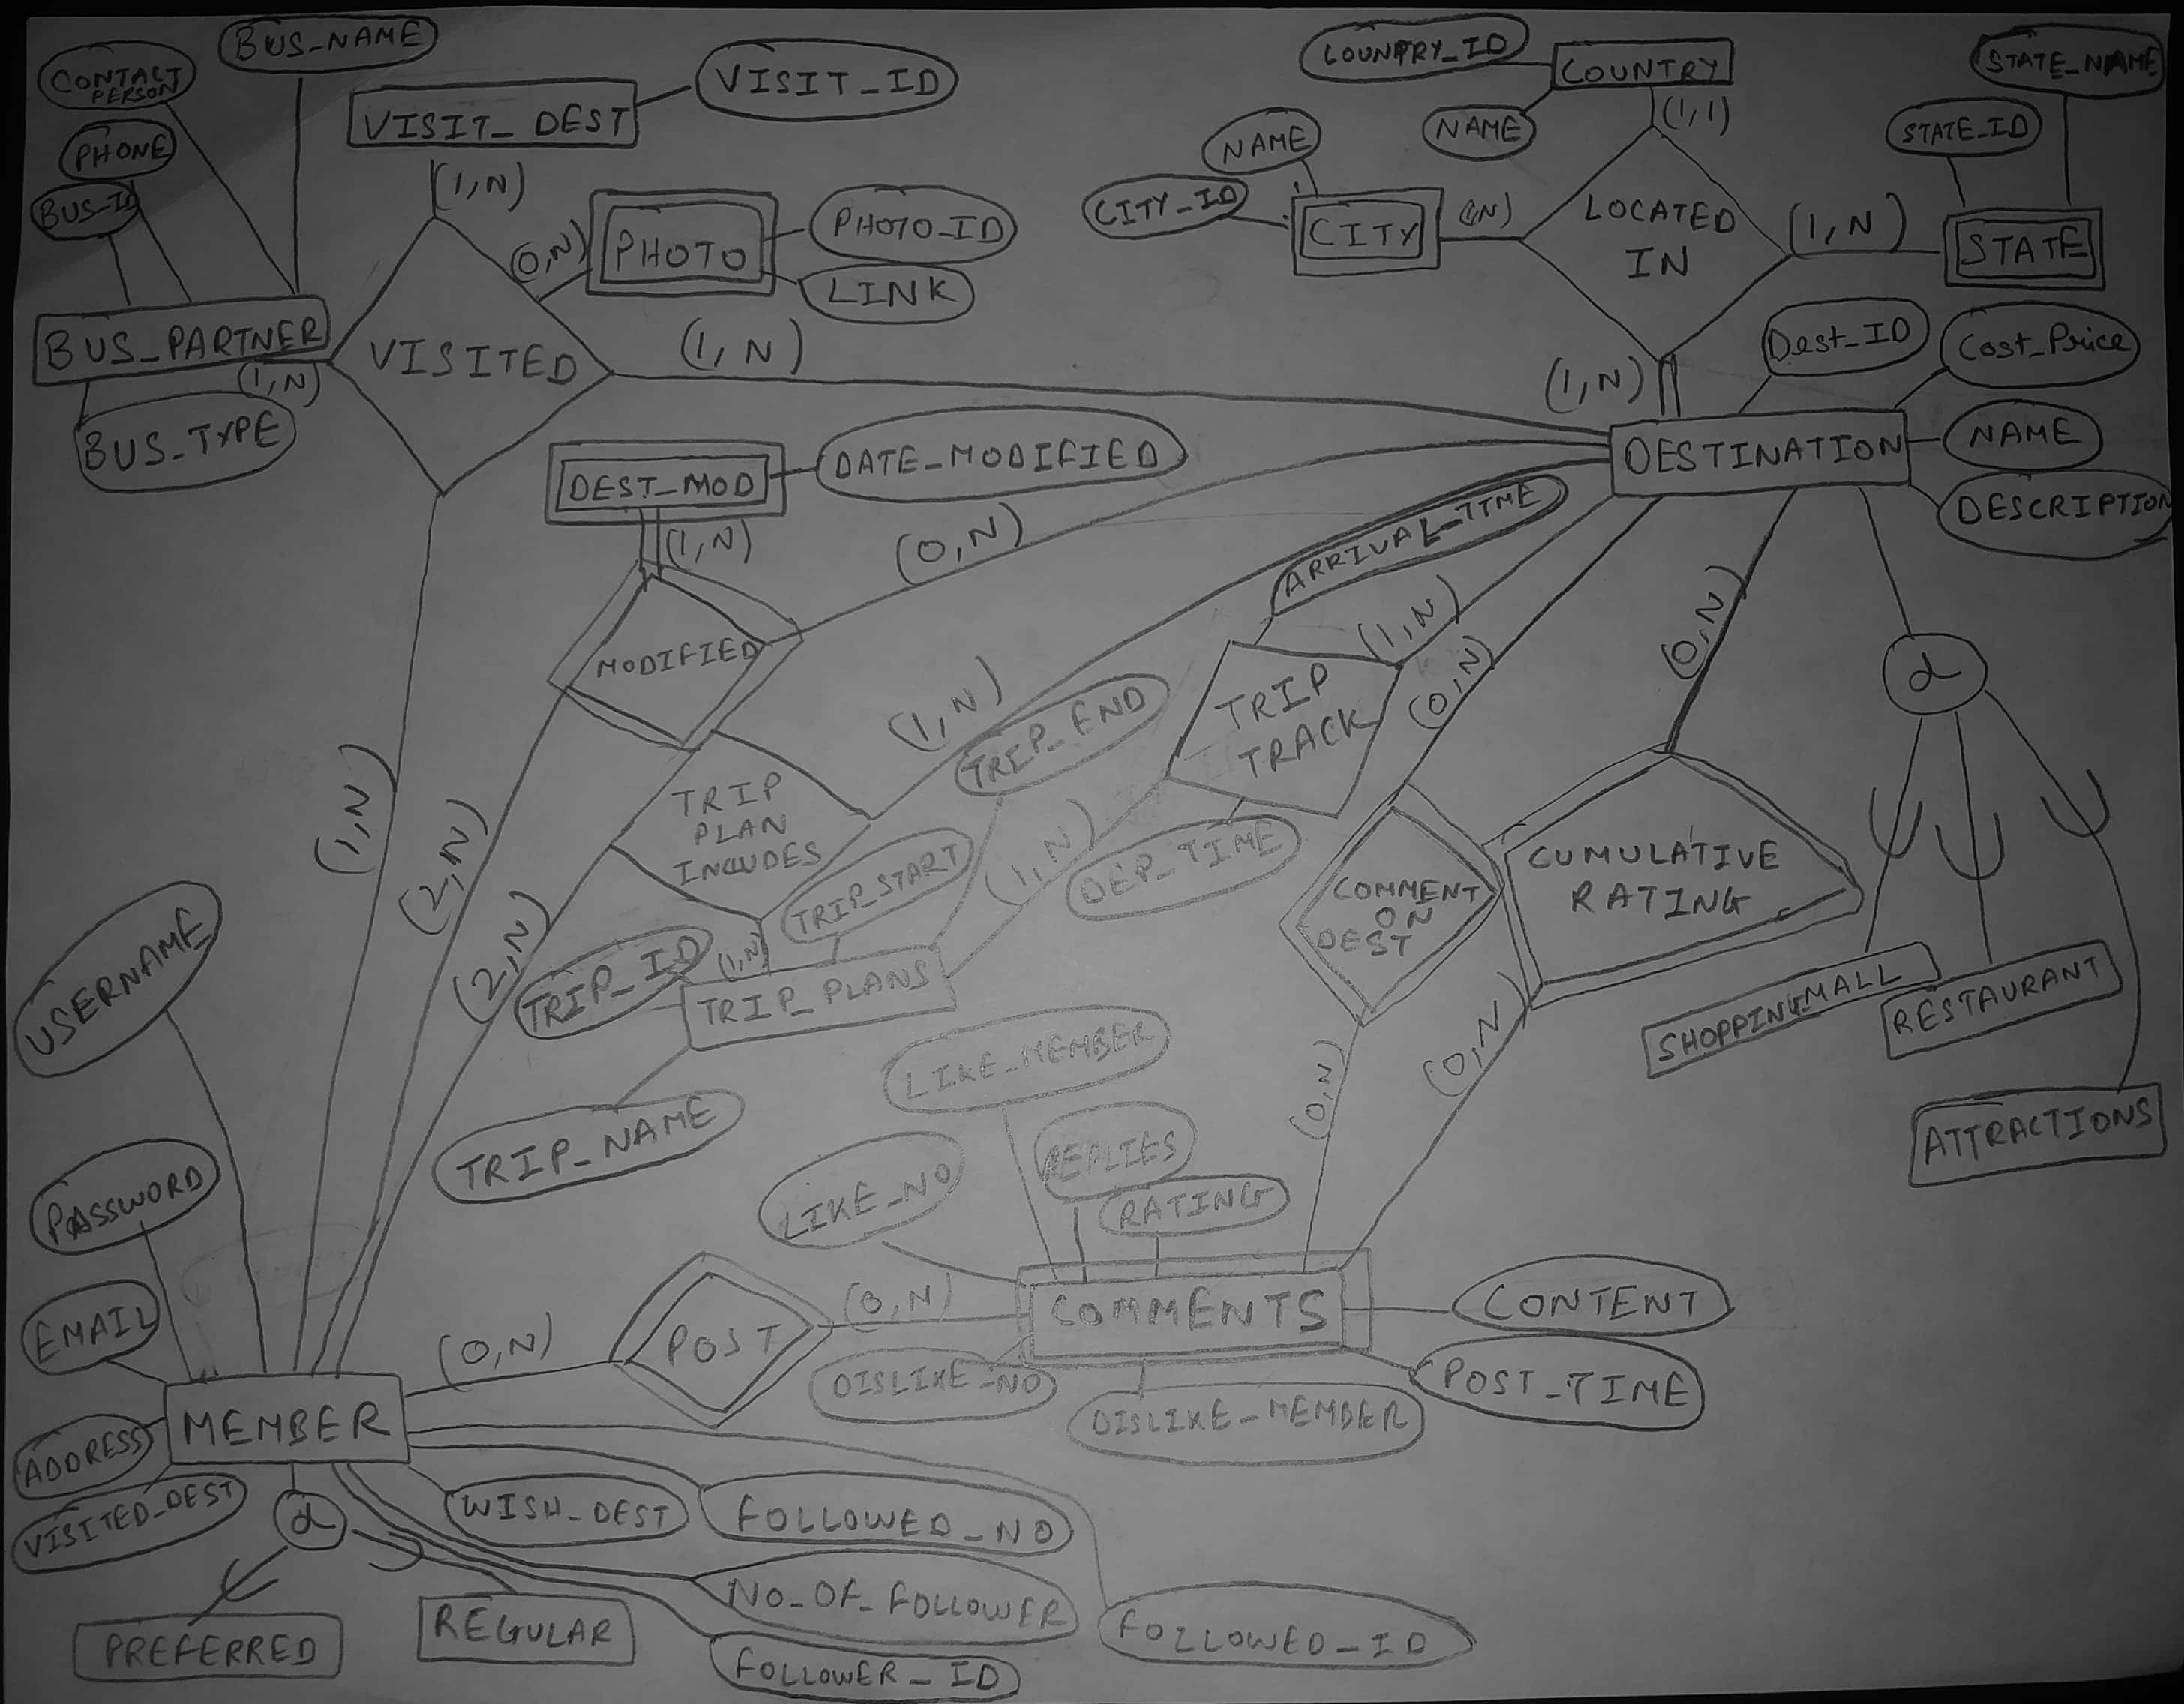 BUS_NAME
CONTACT
PERSON
PHONE
BUS_ID
VISIT_DEST
VISIT_ID
(1,N)
(0,N)
PHOTO
PHOTO_ID
LINK
BUS_PARTNER
(1,N)
BUS_TYPE
VISITED
(1,N)
COUNTRY_ID
COUNTRY
NAME
(1,1)
STATE_NAME
STATE_ID
NAME
CITY_ID
CITY
(1,N)
LOCATED
IN
(1,N)
STATE
(1,N)
Dest_ID
Cost_Price
DESTINATION
NAME
DESCRIPTION
DEST_MOD
DATE_MODIFIED
(1,N)
(0,N)
MODIFIED
ARRIVAL_TIME
(1,N)
TRIP
TRACK
(0,N)
(0,N)
d
(1,N)
TRIP_END
TRIP
PLAN
INCLUDES
TRIP_START
(1,N)
DEP_TIME
COMMENT
ON
DEST
CUMULATIVE
RATING
(1,N)
(2,N)
(2,N)
TRIP_ID
(1,N)
TRIP_PLANS
TRIP_NAME
SHOPPING_MALL
RESTAURANT
ATTRACTIONS
USERNAME
PASSWORD
EMAIL
ADDRESS
VISITED_DEST
MEMBER
LIKE_MEMBER
REPLIES
LIKE_NO
RATING
(0,N)
(0,N)
(0,N)
POST
(0,N)
COMMENTS
CONTENT
POST_TIME
DISLIKE_NO
DISLIKE_MEMBER
d
WISH_DEST
FOLLOWED_NO
NO_OF_FOLLOWER
FOLLOWED_ID
PREFERRED
REGULAR
FOLLOWER_ID